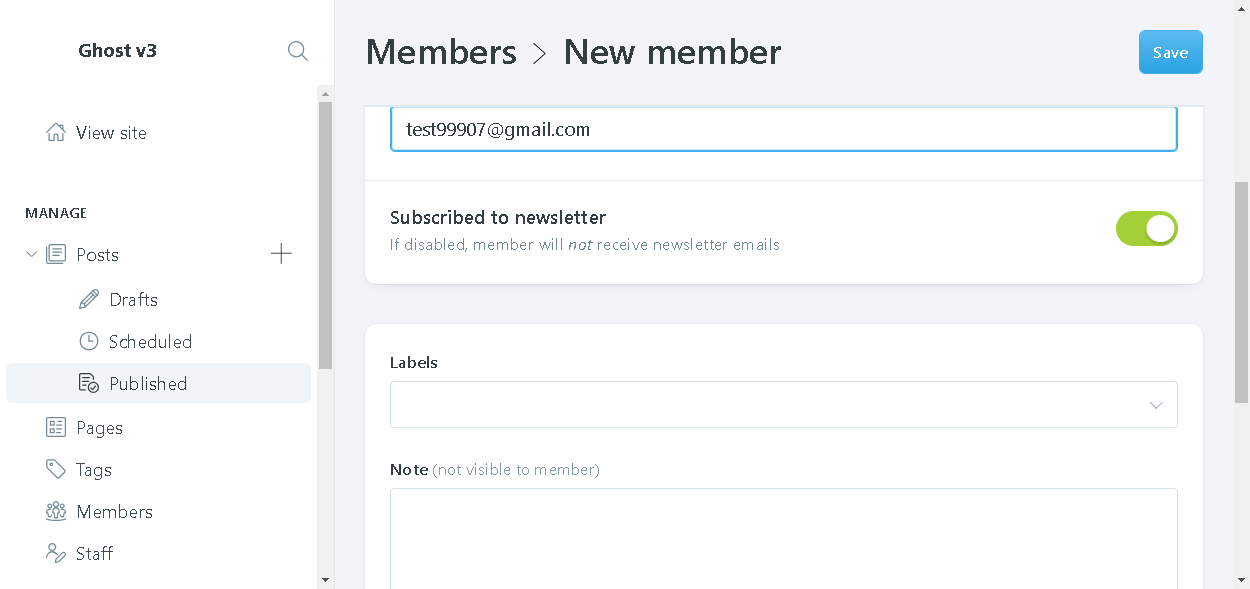 Ghost v3
View site
MANAGE
Posts
Drafts
Scheduled
Published
Pages
Tags
Members
Staff
Members > New member
Save
test99907@gmail.com
Subscribed to newsletter
If disabled, member will not receive newsletter emails
Labels
Note (not visible to member)